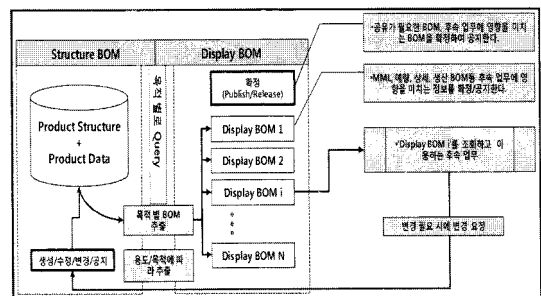 Structure BOM
Display BOM
목적별로 Query
Product Structure
+
Product Data
확정
(Publish/Release)
Display BOM 1
Display BOM 2
Display BOM i
Display BOM N
목적 별 BOM
추출
용도/목적에 따
라 추출
생성/수정/변경/공지
•공유가 필요한 BOM, 후속 업무에 영향을 미치
는 BOM을 확정하여 공지한다.
•MML, 예량, 상세, 생산 BOM등 후속 업무에 영
향을 미치는 정보를 확정/공지한다.
✓Display BOM i를 조회하고 이
용하는 후속 업무
변경 필요 시에 변경 요청